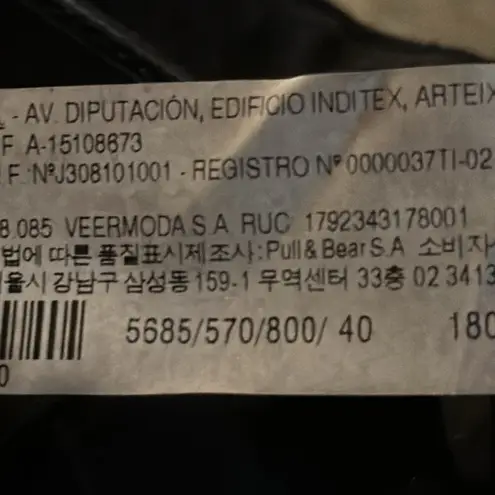 - AV. DIPUTACIÓN, EDIFICIO INDITEX, ARTEIX
F A-15108673
F.:NºJ308101001 - REGISTRO Nº 0000037TI-02
8.085 VEERMODA S.A RUC 1792343178001
법에 따른 품질표시제조사:Pull&Bear S.A 소비자
울시 강남구 삼성동 159-1 무역센터 33층 02 3413
5685/570/800/ 40 180
0